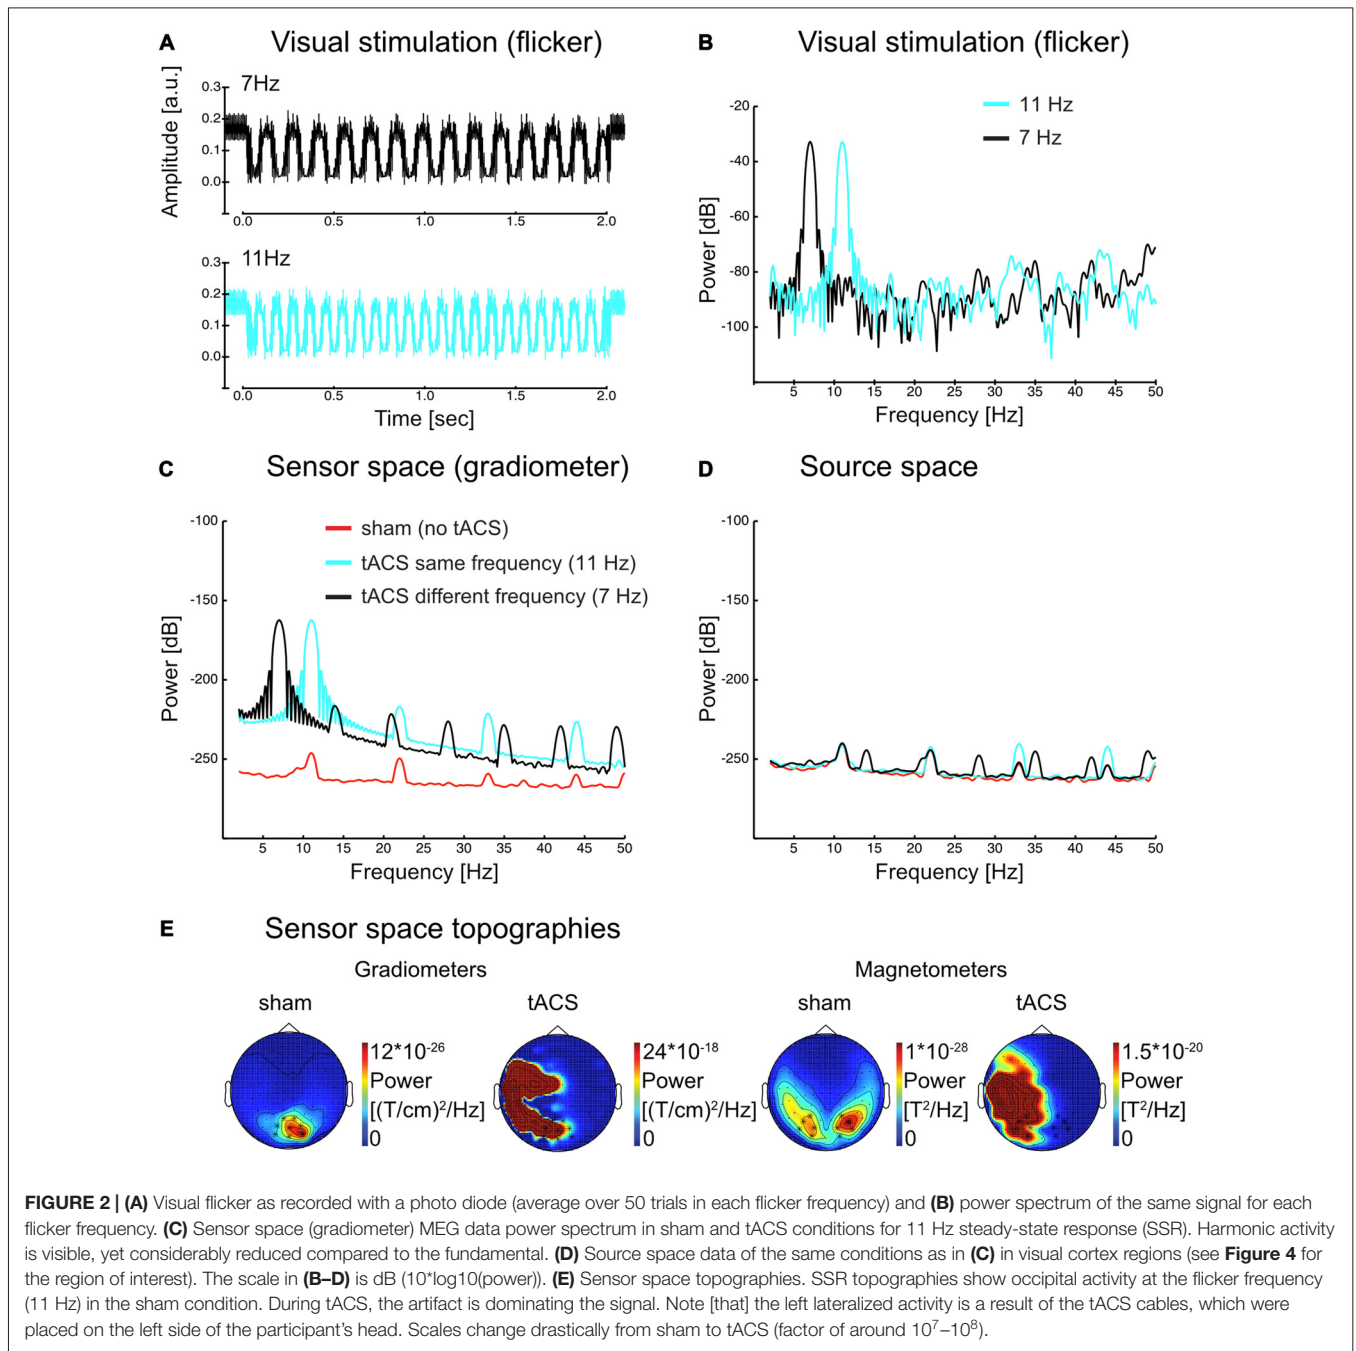 A Visual stimulation (flicker)
7Hz
Amplitude [a.u.]
0.3
0.2
0.1
0.0
0.0 0.5 1.0 1.5 2.0
11Hz
0.3
0.2
0.1
0.0
0.0 0.5 1.0 1.5 2.0
Time [sec]
B Visual stimulation (flicker)
11 Hz
7 Hz
Power [dB]
-20
-40
-60
-80
-100
5 10 15 20 25 30 35 40 45 50
Frequency [Hz]
C Sensor space (gradiometer)
sham (no tACS)
tACS same frequency (11 Hz)
tACS different frequency (7 Hz)
Power [dB]
-100
-150
-200
-250
5 10 15 20 25 30 35 40 45 50
Frequency [Hz]
D Source space
Power [dB]
-100
-150
-200
-250
5 10 15 20 25 30 35 40 45 50
Frequency [Hz]
E Sensor space topographies
Gradiometers
sham
12*10⁻²⁶
Power
[(T/cm)²/Hz]
0
tACS
24*10⁻¹⁸
Power
[(T/cm)²/Hz]
0
Magnetometers
sham
1*10⁻²⁸
Power
[T²/Hz]
0
tACS
1.5*10⁻²⁰
Power
[T²/Hz]
0
FIGURE 2 | (A) Visual flicker as recorded with a photo diode (average over 50 trials in each flicker frequency) and (B) power spectrum of the same signal for each
flicker frequency. (C) Sensor space (gradiometer) MEG data power spectrum in sham and tACS conditions for 11 Hz steady-state response (SSR). Harmonic activity
is visible, yet considerably reduced compared to the fundamental. (D) Source space data of the same conditions as in (C) in visual cortex regions (see Figure 4 for
the region of interest). The scale in (B–D) is dB (10*log10(power)). (E) Sensor space topographies. SSR topographies show occipital activity at the flicker frequency
(11 Hz) in the sham condition. During tACS, the artifact is dominating the signal. Note [that] the left lateralized activity is a result of the tACS cables, which were
placed on the left side of the participant's head. Scales change drastically from sham to tACS (factor of around 10⁷–10⁸).